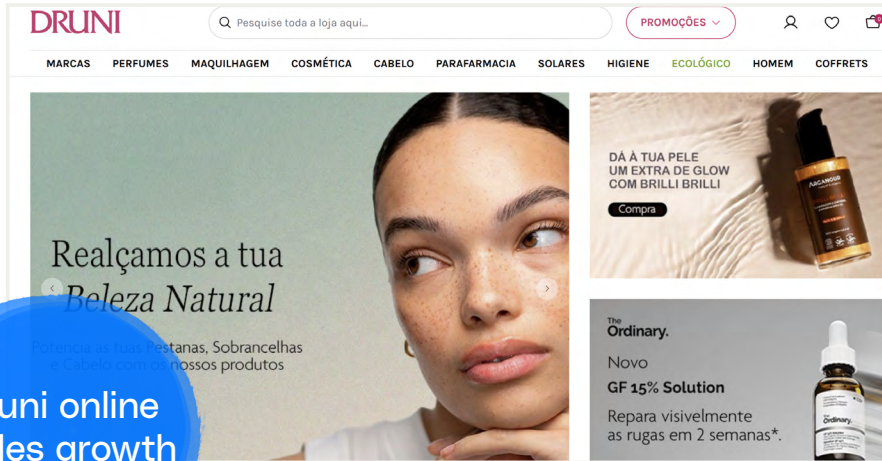 DRUNI
Pesquise toda a loja aqui...
PROMOÇÕES
0
MARCAS PERFUMES MAQUILHAGEM COSMÉTICA CABELO PARAFARMACIA SOLARES HIGIENE ECOLÓGICO HOMEM COFFRETS
Realçamos a tua
Beleza Natural
Potencia as tuas Pestanas, Sobrancelhas
e Cabelo com os nossos produtos
uni online
les growth
DÁ À TUA PELE
UM EXTRA DE GLOW
COM BRILLI BRILLI
Compra
ARGANOUR
The
Ordinary.
Novo
GF 15% Solution
Repara visivelmente
as rugas em 2 semanas*.
The
Ordinary.